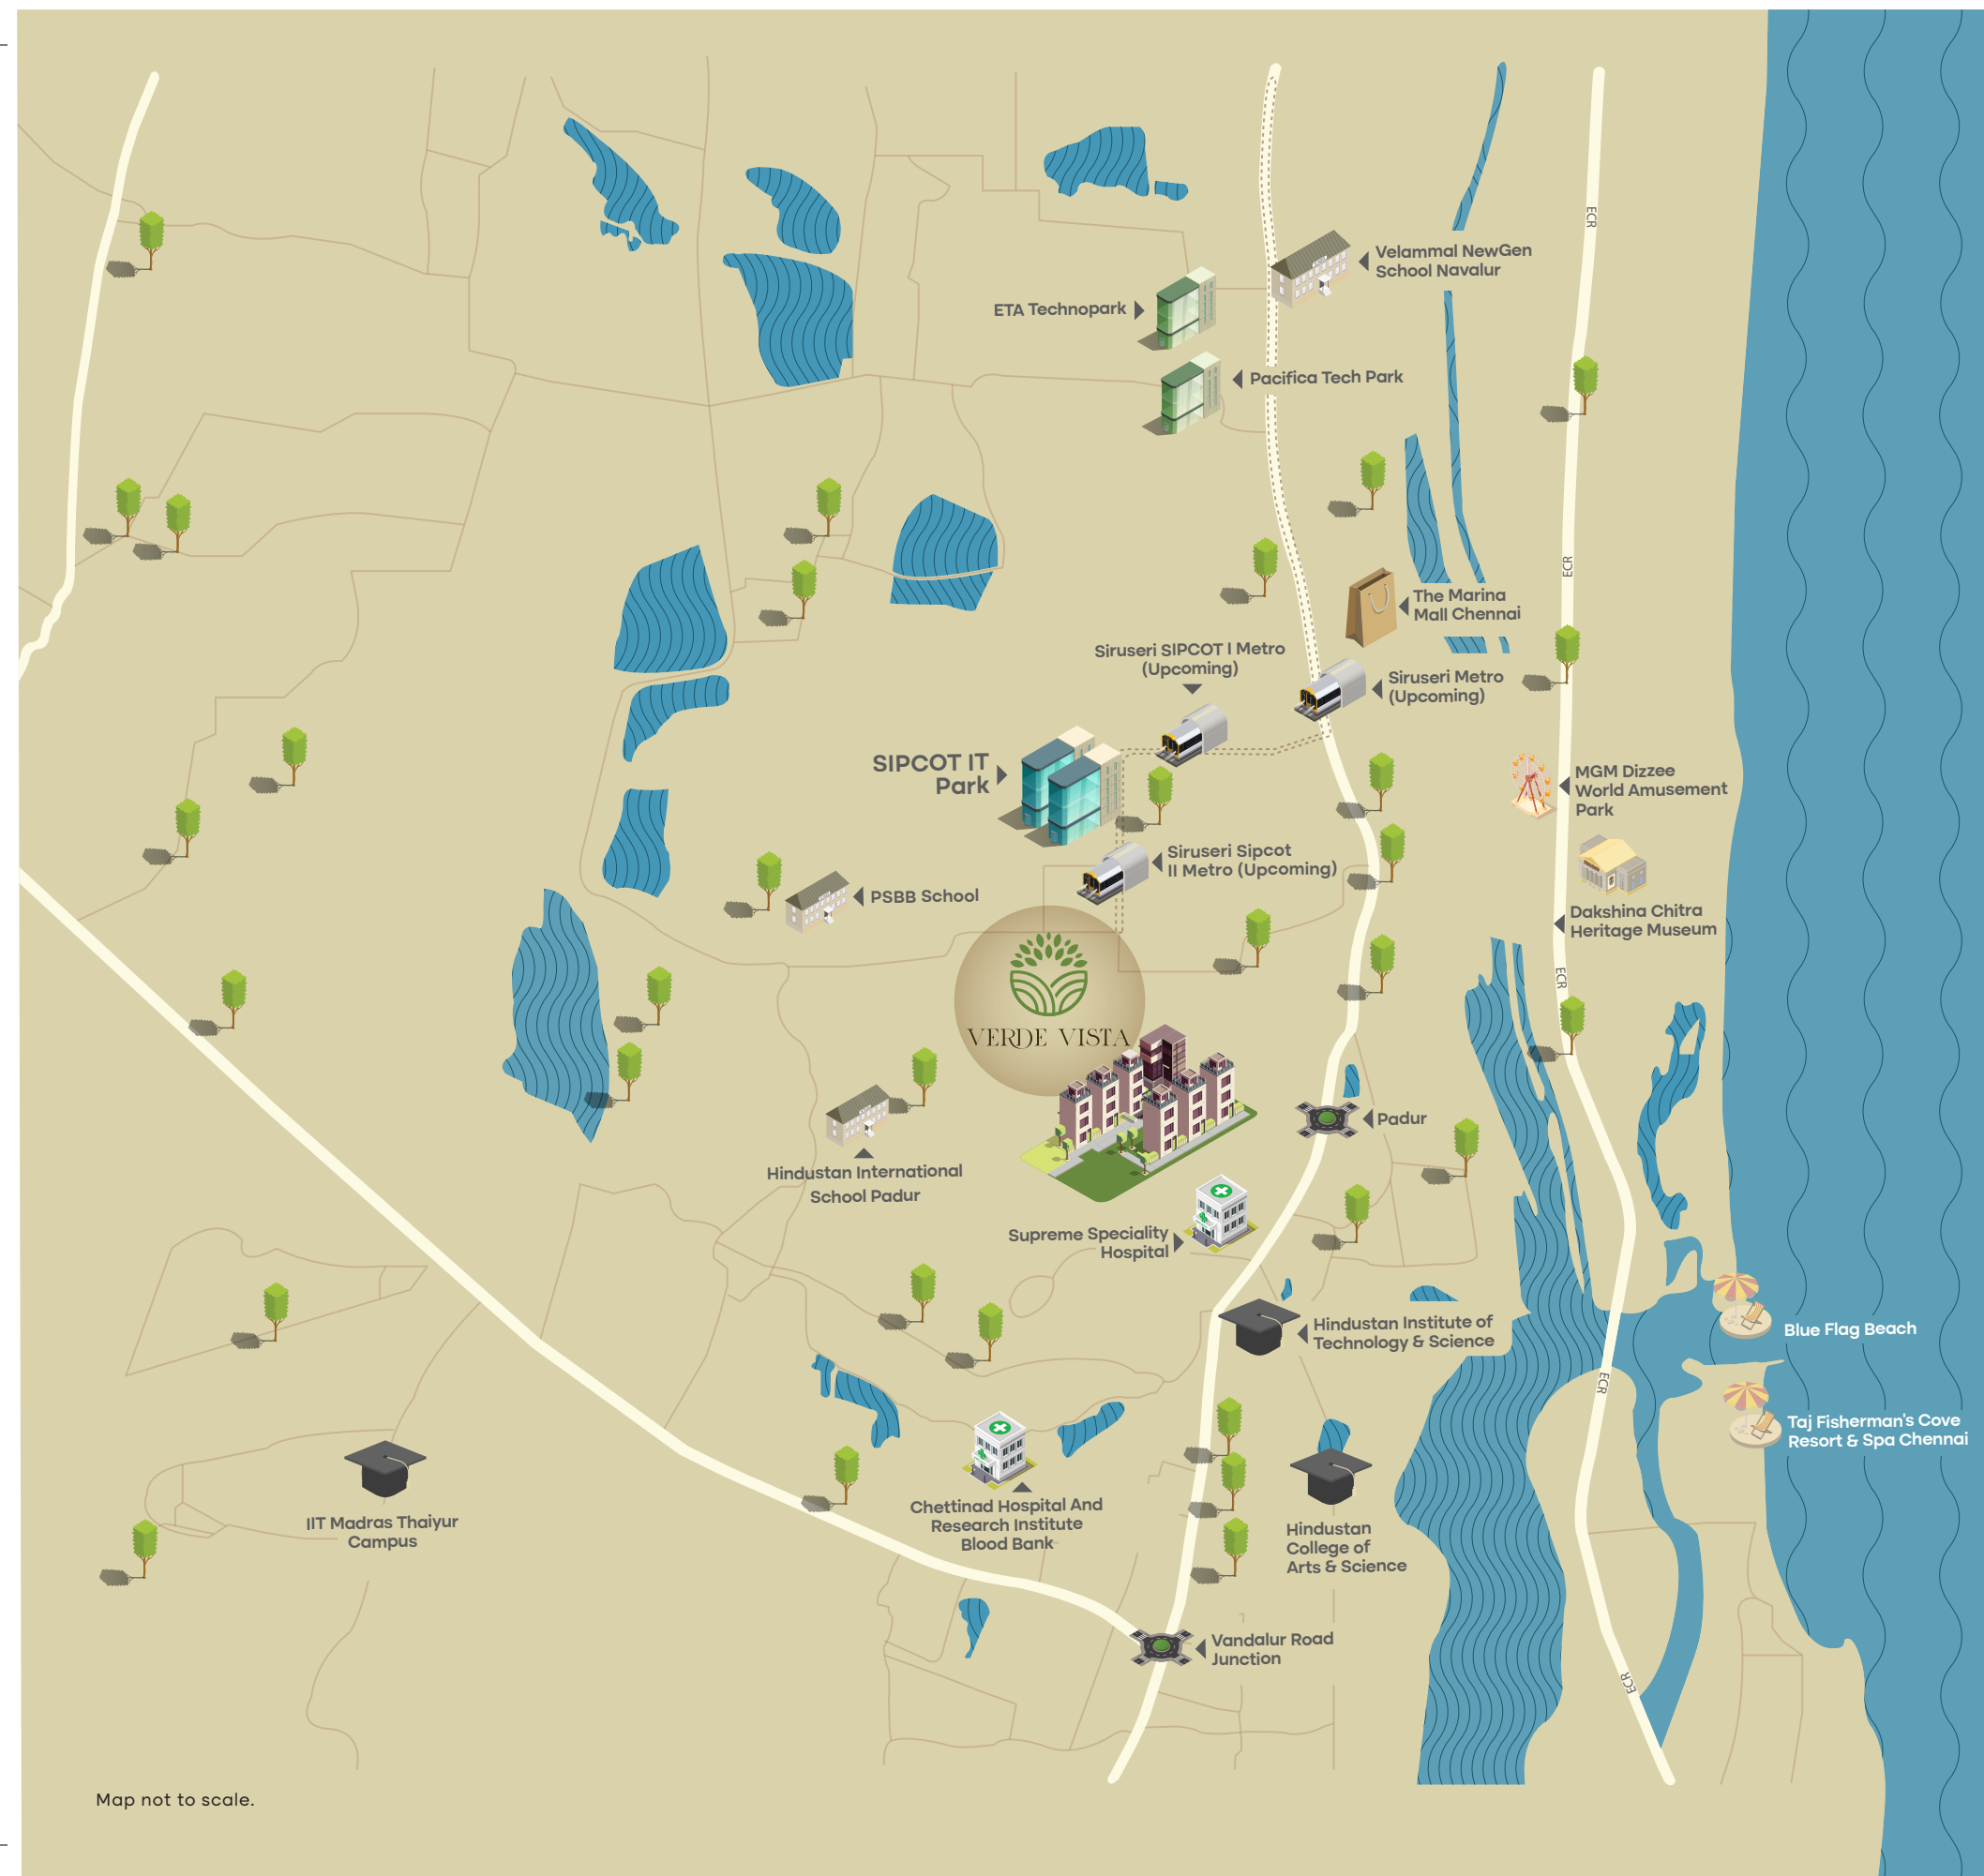 ECR
Velammal NewGen
School Navalur
ETA Technopark
Pacifica Tech Park
ECR
The Marina
Mall Chennai
Siruseri SIPCOT I Metro
(Upcoming)
Siruseri Metro
(Upcoming)
SIPCOT IT
Park
MGM Dizzee
World Amusement
Park
Siruseri Sipcot
II Metro (Upcoming)
PSBB School
Dakshina Chitra
Heritage Museum
ECR
VERDE VISTA
Padur
Hindustan International
School Padur
Supreme Speciality
Hospital
Hindustan Institute of
Technology & Science
Blue Flag Beach
ECR
Taj Fisherman's Cove
Resort & Spa Chennai
IIT Madras Thaiyur
Campus
Chettinad Hospital And
Research Institute
Blood Bank
Hindustan
College of
Arts & Science
Vandalur Road
Junction
ECR
Map not to scale.